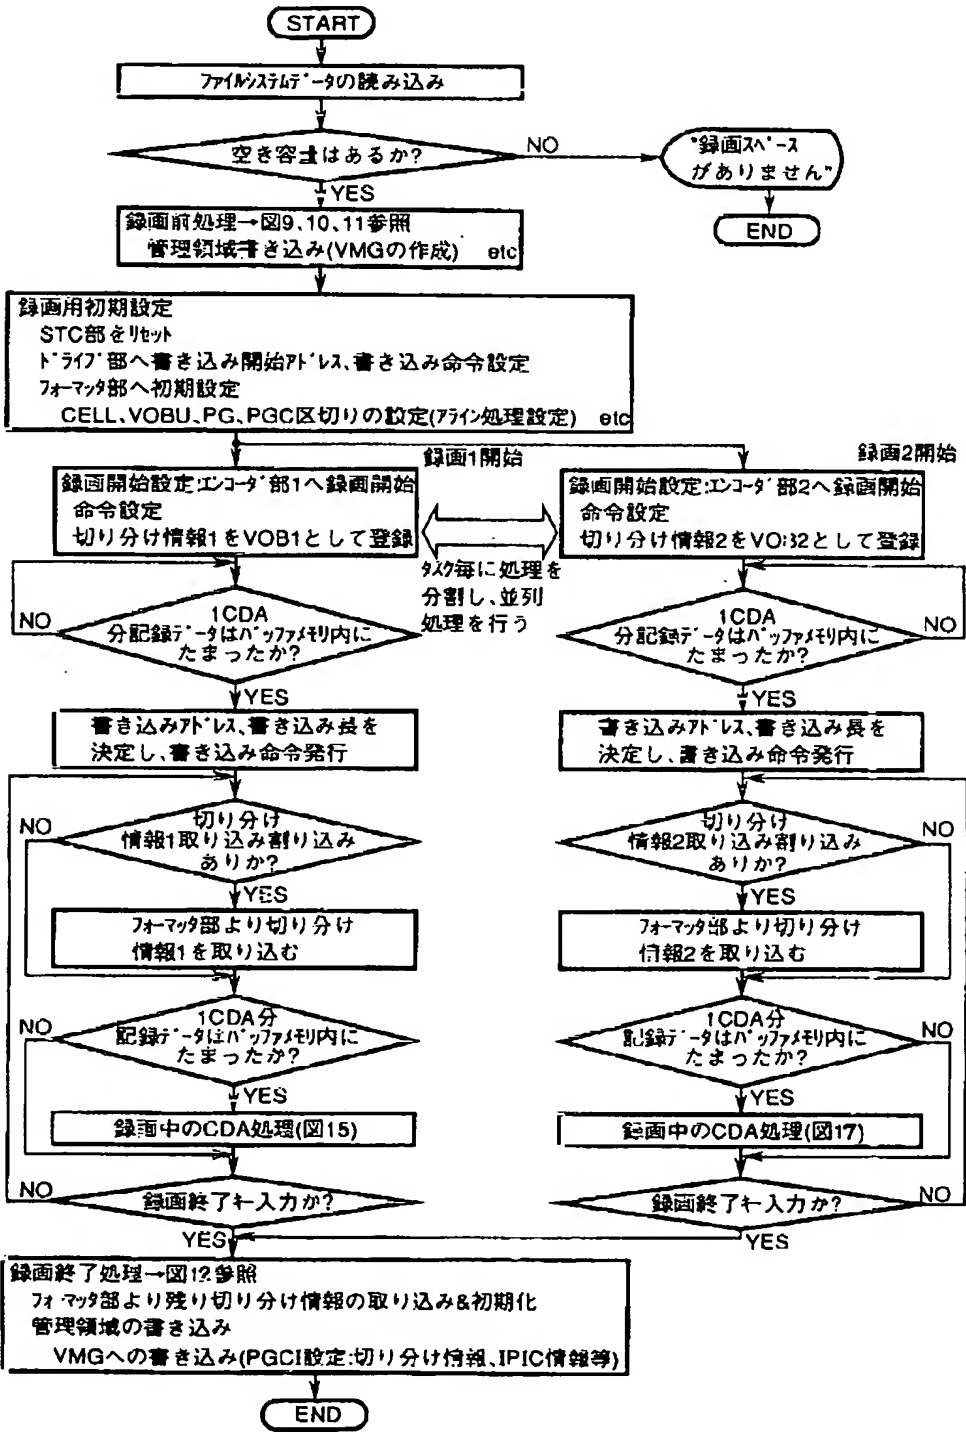 START
ファイルシステムデータの読み込み
空き容量はあるか?
NO
"録画スペース
がありません"
END
YES
録画前処理→図9、10、11参照
管理領域書き込み(VMGの作成) etc
録画用初期設定
STC部をリセット
ドライブ部へ書き込み開始アドレス、書き込み命令設定
フォーマッタ部へ初期設定
CELL、VOBU、PG、PGC区切りの設定(アライン処理設定) etc
録画1開始
録画2開始
録画開始設定:エンコーダ部1へ録画開始
命令設定
切り分け情報1をVOB1として登録
タスク毎に処理を
分割し、並列
処理を行う
録画開始設定:エンコーダ部2へ録画開始
命令設定
切り分け情報2をVOB2として登録
NO
1CDA
分記録データはバッファメモリ内に
たまったか?
YES
1CDA
分記録データはバッファメモリ内に
たまったか?
NO
YES
書き込みアドレス、書き込み長を
決定し、書き込み命令発行
書き込みアドレス、書き込み長を
決定し、書き込み命令発行
NO
切り分け
情報1取り込み割り込み
ありか?
YES
切り分け
情報2取り込み割り込み
ありか?
NO
YES
フォーマッタ部より切り分け
情報1を取り込む
フォーマッタ部より切り分け
情報2を取り込む
NO
1CDA分
記録データはバッファメモリ内に
たまったか?
YES
1CDA分
記録データはバッファメモリ内に
たまったか?
NO
YES
録画中のCDA処理(図15)
録画中のCDA処理(図17)
NO
録画終了キー入力か?
YES
録画終了キー入力か?
NO
YES
録画終了処理→図12参照
フォーマッタ部より残り切り分け情報の取り込み&初期化
管理領域の書き込み
VMGへの書き込み(PGCI設定:切り分け情報、IPIC情報等)
END